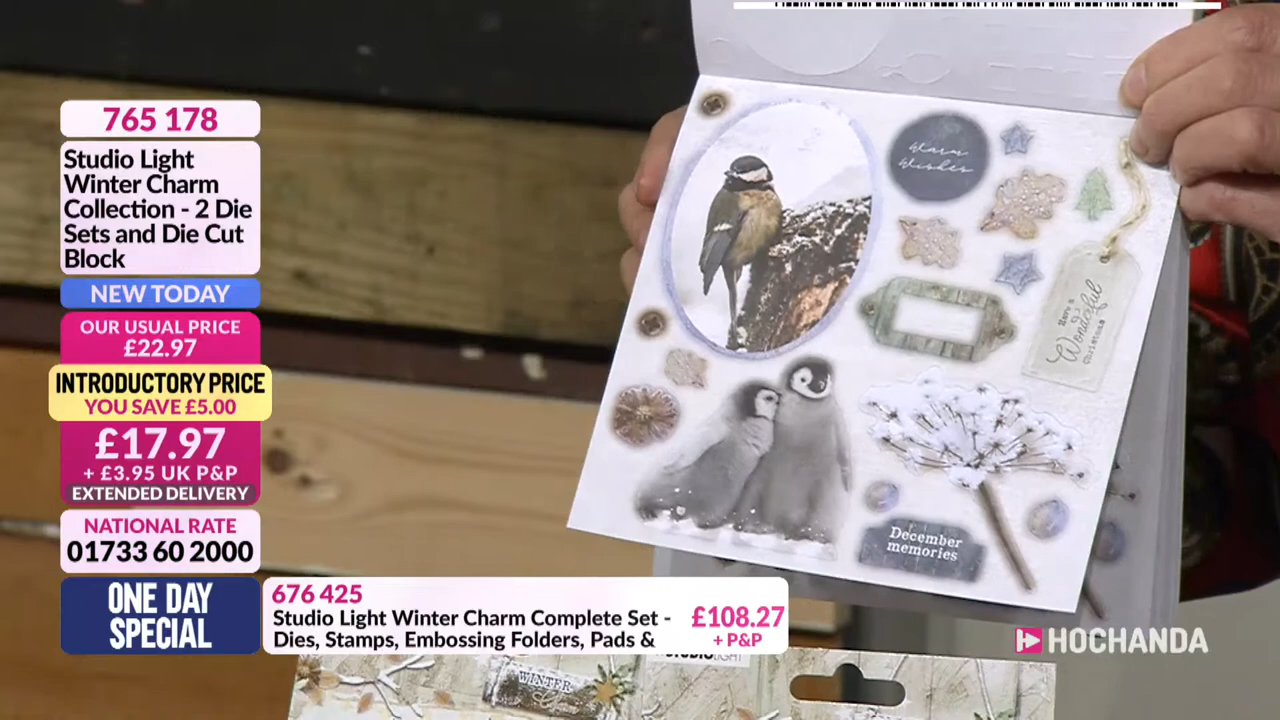 765 178
Studio Light
Winter Charm
Collection - 2 Die
Sets and Die Cut
Block
NEW TODAY
OUR USUAL PRICE
£22.97
INTRODUCTORY PRICE
YOU SAVE £5.00
£17.97
+ £3.95 UK P&P
EXTENDED DELIVERY
NATIONAL RATE
01733 60 2000
ONE DAY
SPECIAL
676 425
Studio Light Winter Charm Complete Set -
Dies, Stamps, Embossing Folders, Pads &
£108.27
+ P&P
HOCHANDA
Warm
Wishes
Have a
Wonderful
Christmas
December
memories
WINTER